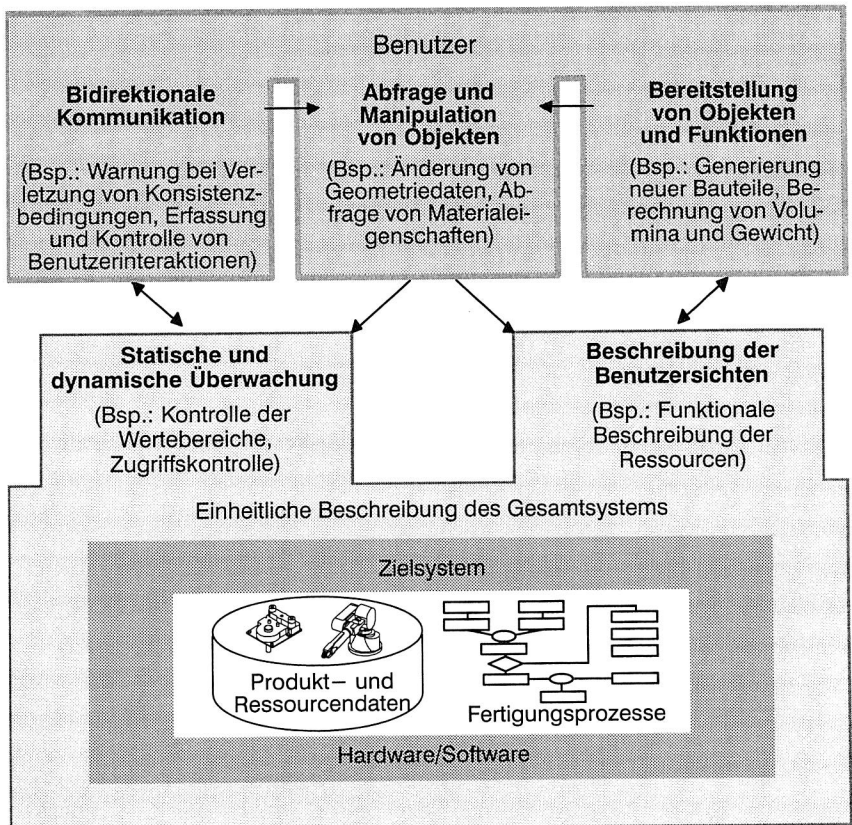 Benutzer
Bidirektionale
Kommunikation
(Bsp.: Warnung bei Ver-
letzung von Konsistenz-
bedingungen, Erfassung
und Kontrolle von
Benutzerinteraktionen)
Abfrage und
Manipulation
von Objekten
(Bsp.: Änderung von
Geometriedaten, Ab-
frage von Materialei-
genschaften)
Bereitstellung
von Objekten
und Funktionen
(Bsp.: Generierung
neuer Bauteile, Be-
rechnung von Volu-
mina und Gewicht)
Statische und
dynamische Überwachung
(Bsp.: Kontrolle der
Wertebereiche,
Zugriffskontrolle)
Beschreibung der
Benutzersichten
(Bsp.: Funktionale
Beschreibung der
Ressourcen)
Einheitliche Beschreibung des Gesamtsystems
Zielsystem
Produkt– und
Ressourcendaten
Fertigungsprozesse
Hardware/Software